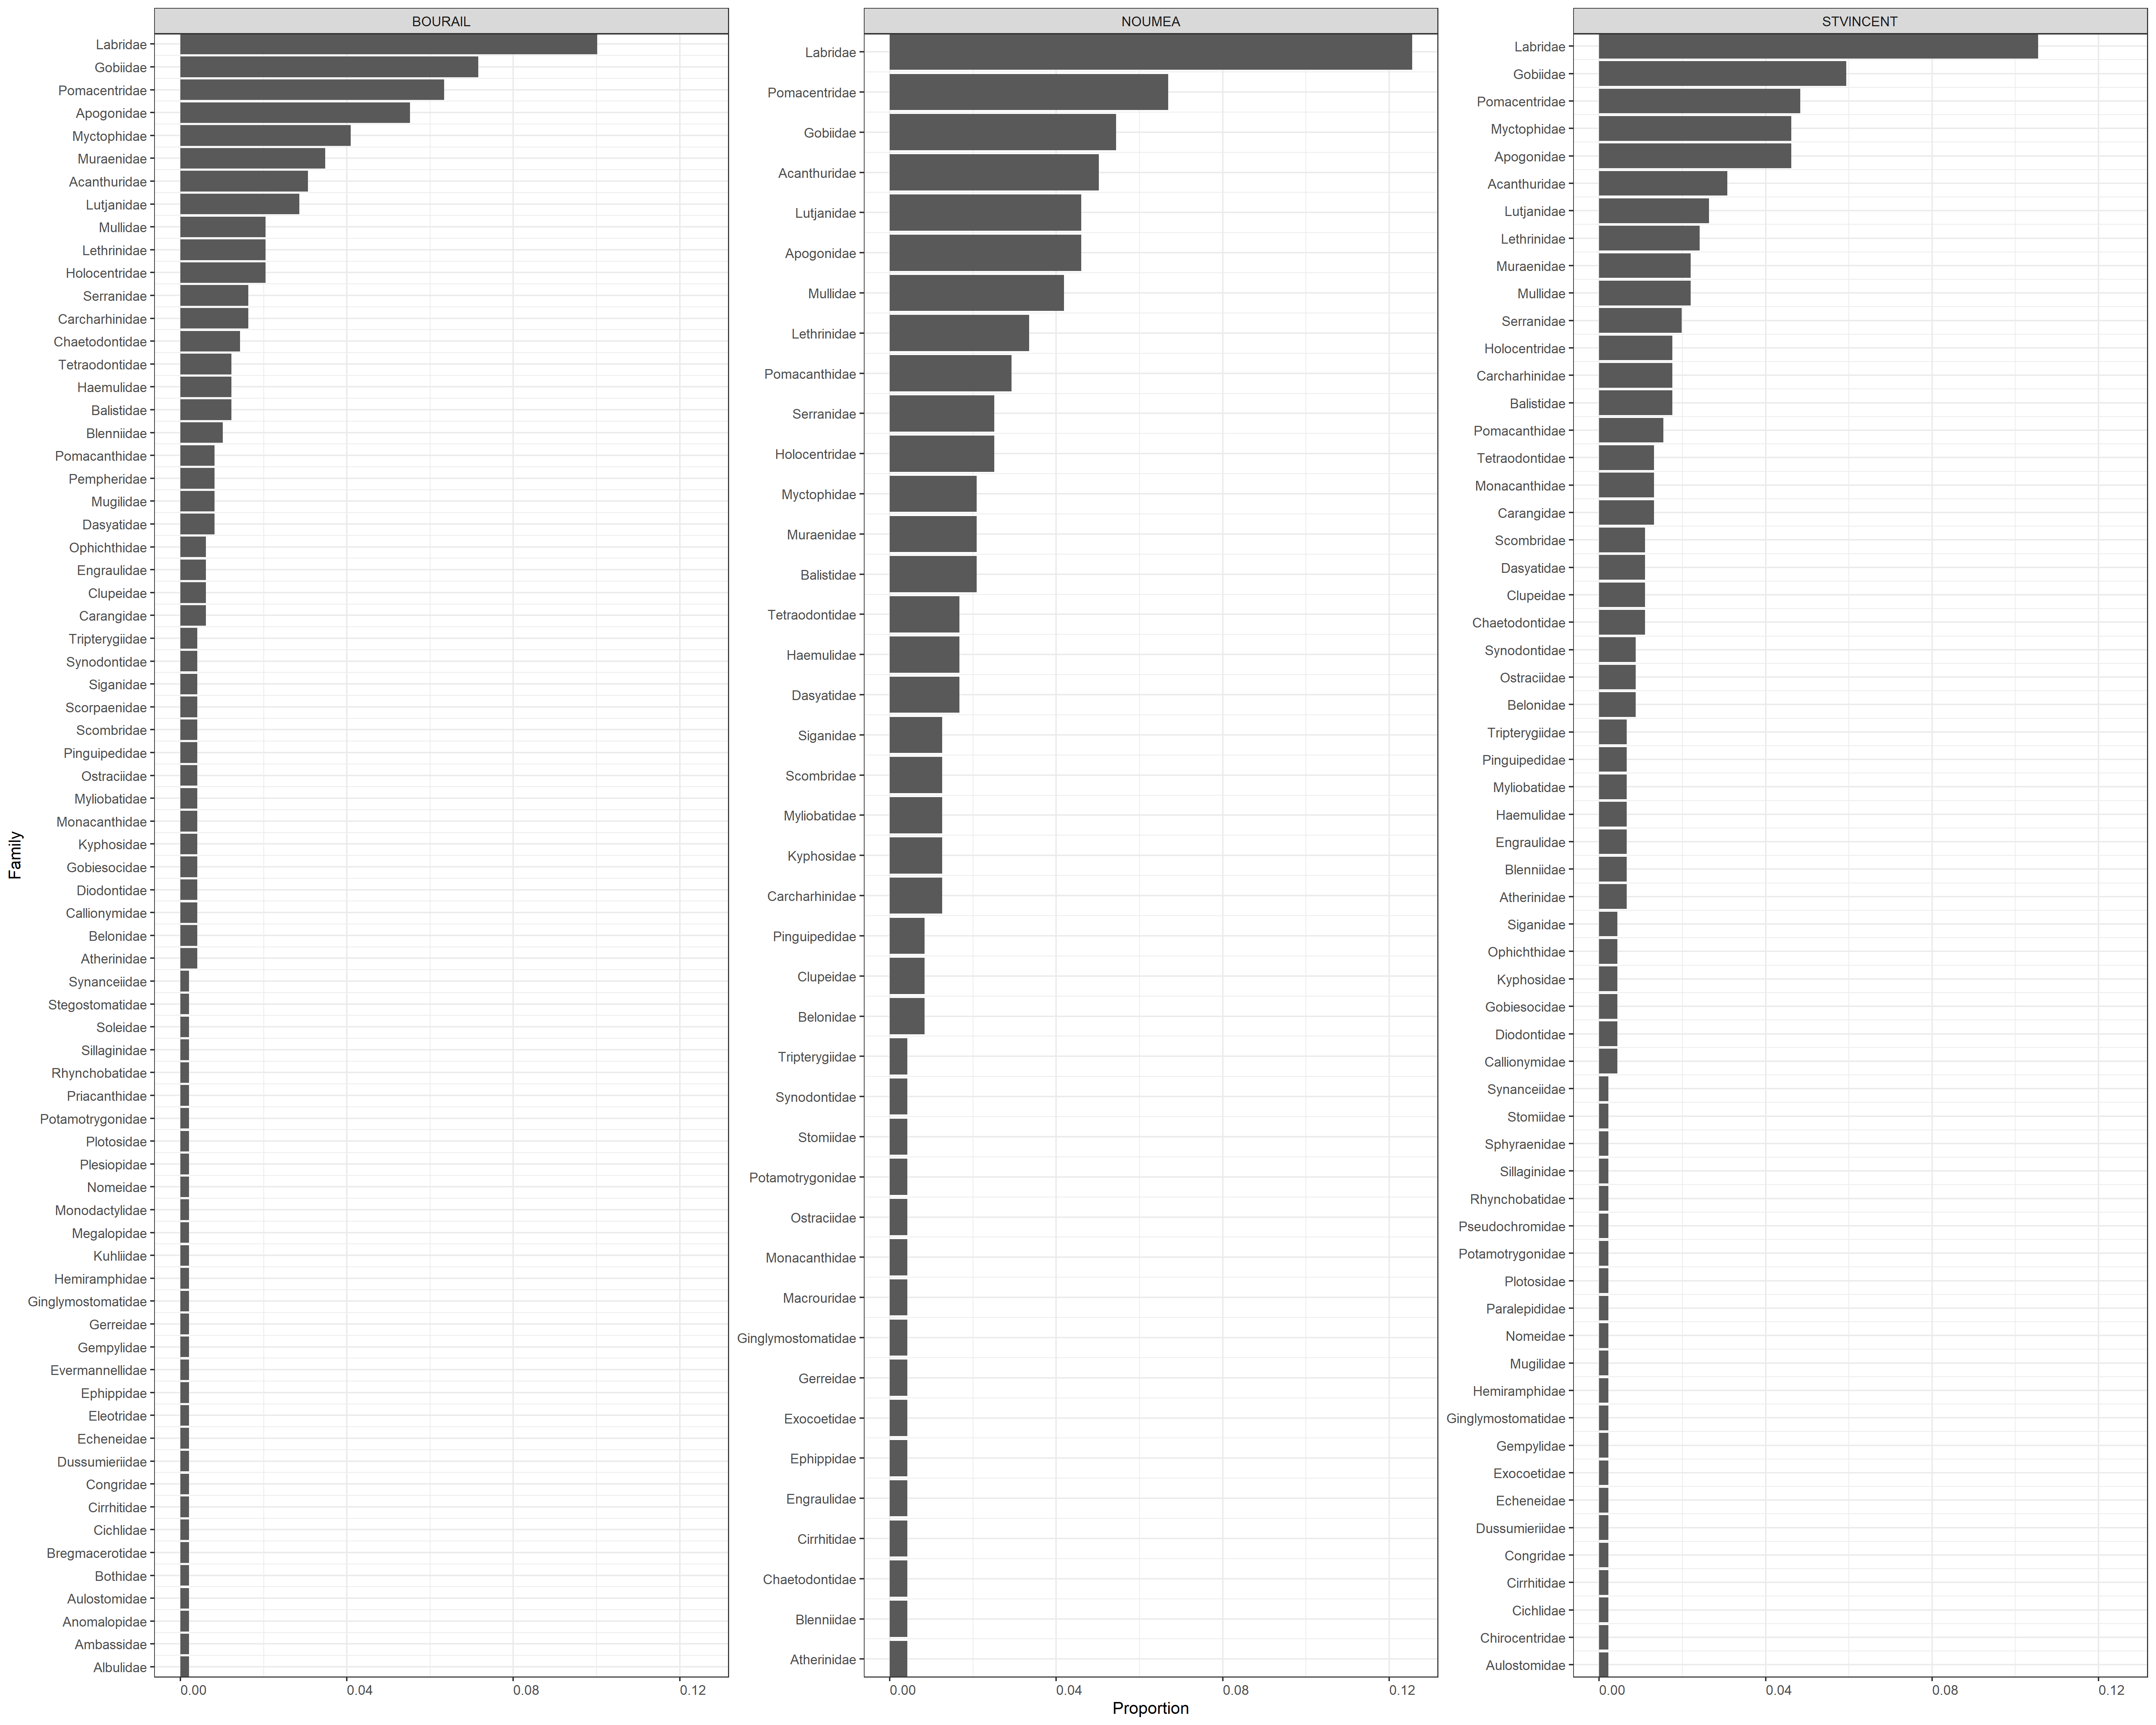 BOURAIL
Labridae
Gobiidae
Pomacentridae
Apogonidae
Myctophidae
Muraenidae
Acanthuridae
Lutjanidae
Mullidae
Lethrinidae
Holocentridae
Serranidae
Carcharhinidae
Chaetodontidae
Tetraodontidae
Haemulidae
Balistidae
Blenniidae
Pomacanthidae
Pempheridae
Mugilidae
Dasyatidae
Ophichthidae
Engraulidae
Clupeidae
Carangidae
Tripterygiidae
Synodontidae
Siganidae
Scorpaenidae
Scombridae
Pinguipedidae
Ostraciidae
Myliobatidae
Monacanthidae
Kyphosidae
Gobiesocidae
Diodontidae
Callionymidae
Belonidae
Atherinidae
Synanceiidae
Stegostomatidae
Soleidae
Sillaginidae
Rhynchobatidae
Priacanthidae
Potamotrygonidae
Plotosidae
Plesiopidae
Nomeidae
Monodactylidae
Megalopidae
Kuhliidae
Hemiramphidae
Ginglymostomatidae
Gerreidae
Gempylidae
Evermannellidae
Ephippidae
Eleotridae
Echeneidae
Dussumieriidae
Congridae
Cirrhitidae
Cichlidae
Bregmacerotidae
Bothidae
Aulostomidae
Anomalopidae
Ambassidae
Albulidae
0.00 0.04 0.08 0.12
NOUMEA
Labridae
Pomacentridae
Gobiidae
Acanthuridae
Lutjanidae
Apogonidae
Mullidae
Lethrinidae
Pomacanthidae
Serranidae
Holocentridae
Myctophidae
Muraenidae
Balistidae
Tetraodontidae
Haemulidae
Dasyatidae
Siganidae
Scombridae
Myliobatidae
Kyphosidae
Carcharhinidae
Pinguipedidae
Clupeidae
Belonidae
Tripterygiidae
Synodontidae
Stomiidae
Potamotrygonidae
Ostraciidae
Monacanthidae
Macrouridae
Ginglymostomatidae
Gerreidae
Exocoetidae
Ephippidae
Engraulidae
Cirrhitidae
Chaetodontidae
Blenniidae
Atherinidae
0.00 0.04 0.08 0.12
STVINCENT
Labridae
Gobiidae
Pomacentridae
Myctophidae
Apogonidae
Acanthuridae
Lutjanidae
Lethrinidae
Muraenidae
Mullidae
Serranidae
Holocentridae
Carcharhinidae
Balistidae
Pomacanthidae
Tetraodontidae
Monacanthidae
Carangidae
Scombridae
Dasyatidae
Clupeidae
Chaetodontidae
Synodontidae
Ostraciidae
Belonidae
Tripterygiidae
Pinguipedidae
Myliobatidae
Haemulidae
Engraulidae
Blenniidae
Atherinidae
Siganidae
Ophichthidae
Kyphosidae
Gobiesocidae
Diodontidae
Callionymidae
Synanceiidae
Stomiidae
Sphyraenidae
Sillaginidae
Rhynchobatidae
Pseudochromidae
Potamotrygonidae
Plotosidae
Paralepididae
Nomeidae
Mugilidae
Hemiramphidae
Ginglymostomatidae
Gempylidae
Exocoetidae
Echeneidae
Dussumieriidae
Congridae
Cirrhitidae
Cichlidae
Chirocentridae
Aulostomidae
0.00 0.04 0.08 0.12
Family
Proportion